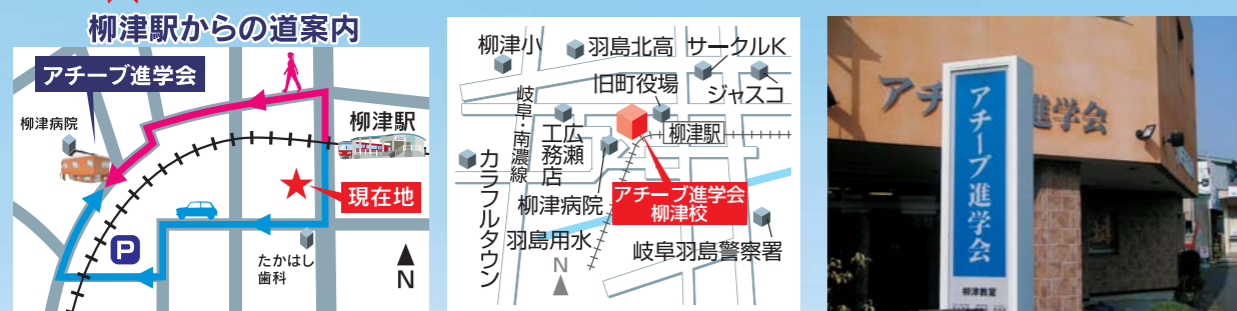 柳津駅からの道案内
アチーブ進学会
柳津病院
柳津駅
現在地
P
たかはし
歯科
N
柳津小
羽島北高
サークルK
旧町役場
ジャスコ
岐阜・南濃線
広瀬
工務店
柳津駅
カラフルタウン
アチーブ進学会
柳津校
柳津病院
羽島用水
岐阜羽島警察署
N
アチ
進学会
アチーブ進学会
柳津教室